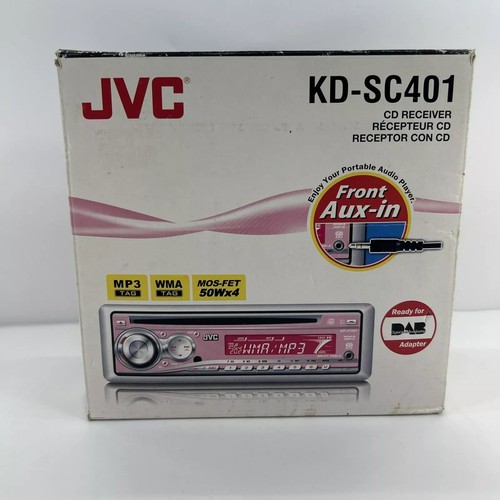 JVC
KD-SC401
CD RECEIVER
RÉCEPTEUR CD
RECEPTOR CON CD
Enjoy Your Portable Audio Player.
Front
Aux-in
MP3
TAG
WMA
TAG
MOS-FET
50Wx4
Ready for
DAB
Adapter
JVC
WMA/MP3